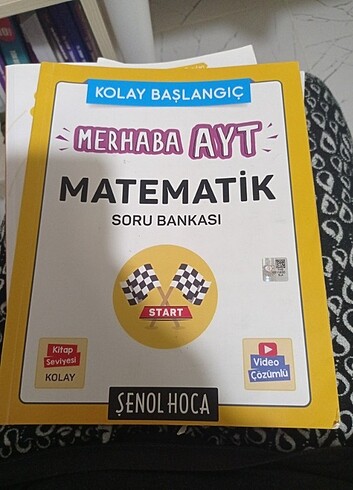 KOLAY BAŞLANGIÇ
MERHABA AYT
MATEMATİK
SORU BANKASI
START
Kitap
Seviyesi
KOLAY
Video
Çözümlü
ŞENOL HOCA